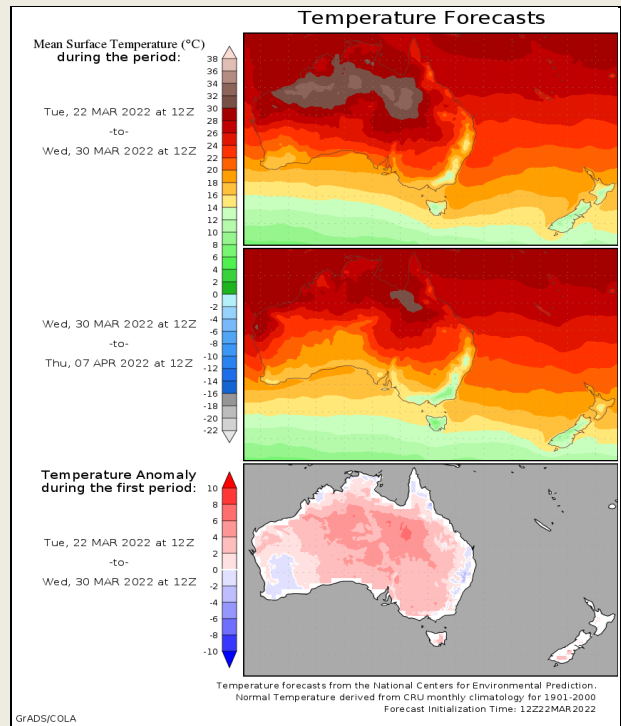 Temperature Forecasts
Mean Surface Temperature (°C)
during the period:
38
36
34
32
30
28
26
24
22
20
18
16
14
12
10
8
6
4
2
0
-2
-4
-6
-8
-10
-12
-14
-16
-18
-20
-22
Tue, 22 MAR 2022 at 12Z
-to-
Wed, 30 MAR 2022 at 12Z
Wed, 30 MAR 2022 at 12Z
-to-
Thu, 07 APR 2022 at 12Z
Temperature Anomaly
during the first period:
10
8
6
4
2
0
-2
-4
-6
-8
-10
Tue, 22 MAR 2022 at 12Z
-to-
Wed, 30 MAR 2022 at 12Z
Temperature forecasts from the National Centers for Environmental Prediction.
Normal Temperature derived from CRU monthly climatology for 1901-2000
Forecast Initialization Time: 12Z22MAR2022
GrADS/COLA